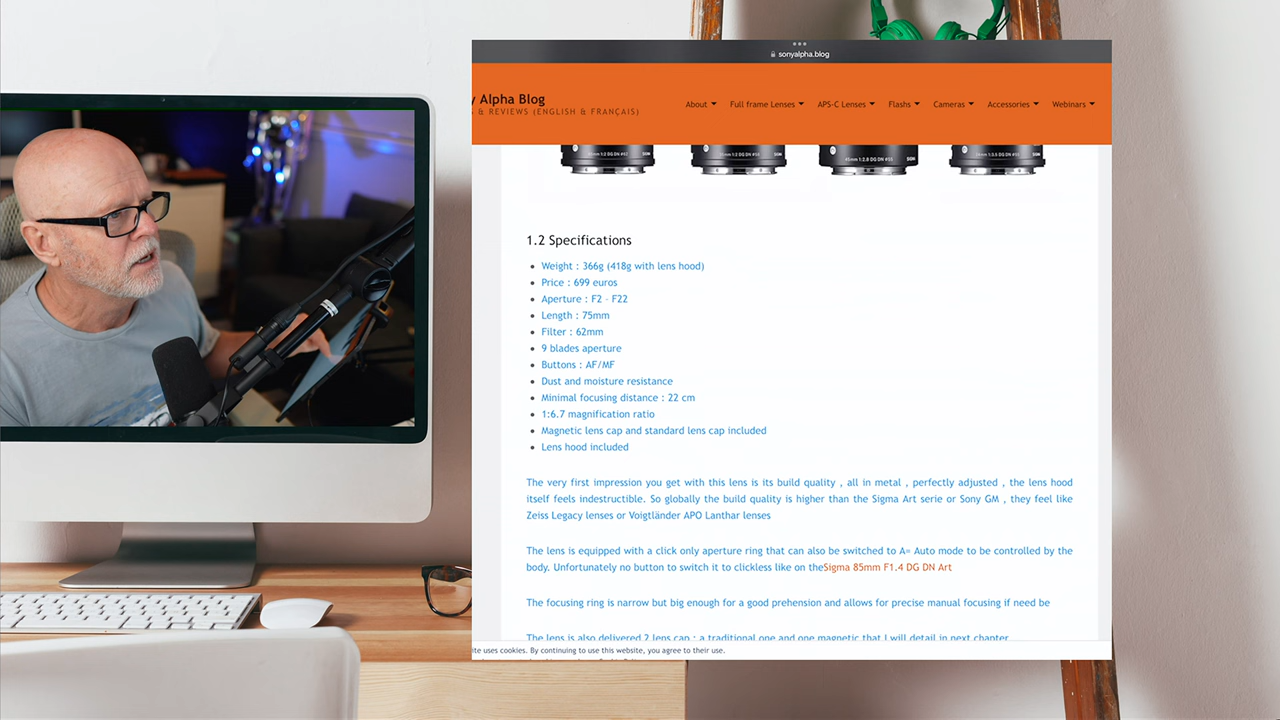 sonyalpha.blog
y Alpha Blog
& REVIEWS (ENGLISH & FRANÇAIS)
About Full frame Lenses APS-C Lenses Flashs Cameras Accessories Webinars
1.2 Specifications
Weight : 366g (418g with lens hood)
Price : 699 euros
Aperture : F2 – F22
Length : 75mm
Filter : 62mm
9 blades aperture
Buttons : AF/MF
Dust and moisture resistance
Minimal focusing distance : 22 cm
1:6.7 magnification ratio
Magnetic lens cap and standard lens cap included
Lens hood included
The very first impression you get with this lens is its build quality , all in metal , perfectly adjusted , the lens hood
itself feels indestructible. So globally the build quality is higher than the Sigma Art serie or Sony GM , they feel like
Zeiss Legacy lenses or Voigtländer APO Lanthar lenses
The lens is equipped with a click only aperture ring that can also be switched to A= Auto mode to be controlled by the
body. Unfortunately no button to switch it to clickless like on theSigma 85mm F1.4 DG DN Art
The focusing ring is narrow but big enough for a good prehension and allows for precise manual focusing if need be
The lens is also delivered 2 lens cap : a traditional one and one magnetic that I will detail in next chapter
ite uses cookies. By continuing to use this website, you agree to their use.